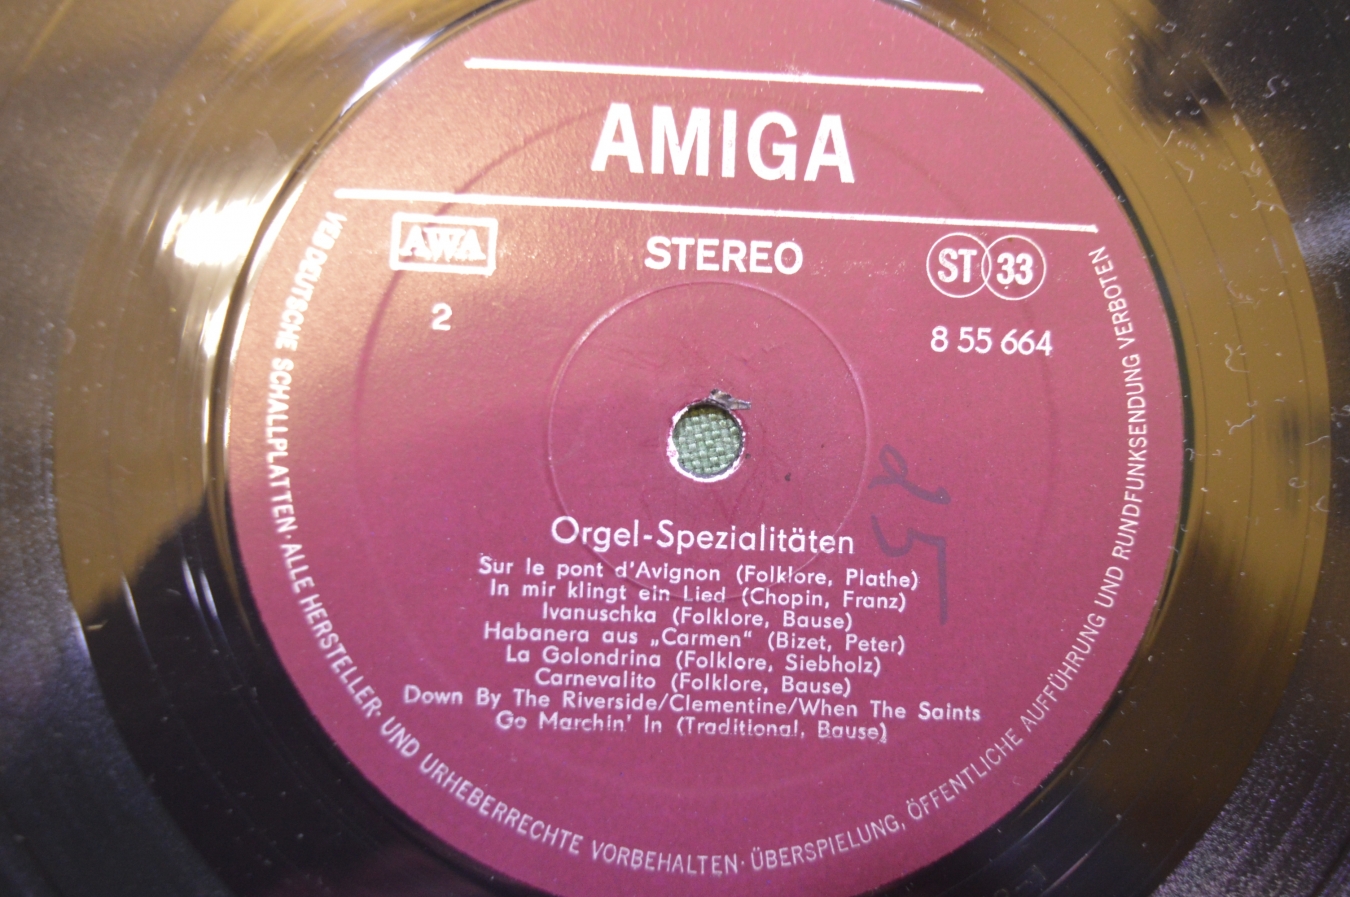 AMIGA
AWA
STEREO
ST 33
2
8 55 664
Orgel-Spezialitäten
Sur le pont d'Avignon (Folklore, Plathe)
In mir klingt ein Lied (Chopin, Franz)
Ivanuschka (Folklore, Bause)
Habanera aus „Carmen“ (Bizet, Peter)
La Golondrina (Folklore, Siebholz)
Carnevalito (Folklore, Bause)
Down By The Riverside/Clementine/When The Saints
Go Marchin' In (Traditional, Bause)
VEB DEUTSCHE SCHALLPLATTEN· ALLE HERSTELLER- UND URHEBERRECHTE VORBEHALTEN· ÜBERSPIELUNG, ÖFFENTLICHE AUFFÜHRUNG UND RUNDFUNKSENDUNG VERBOTEN